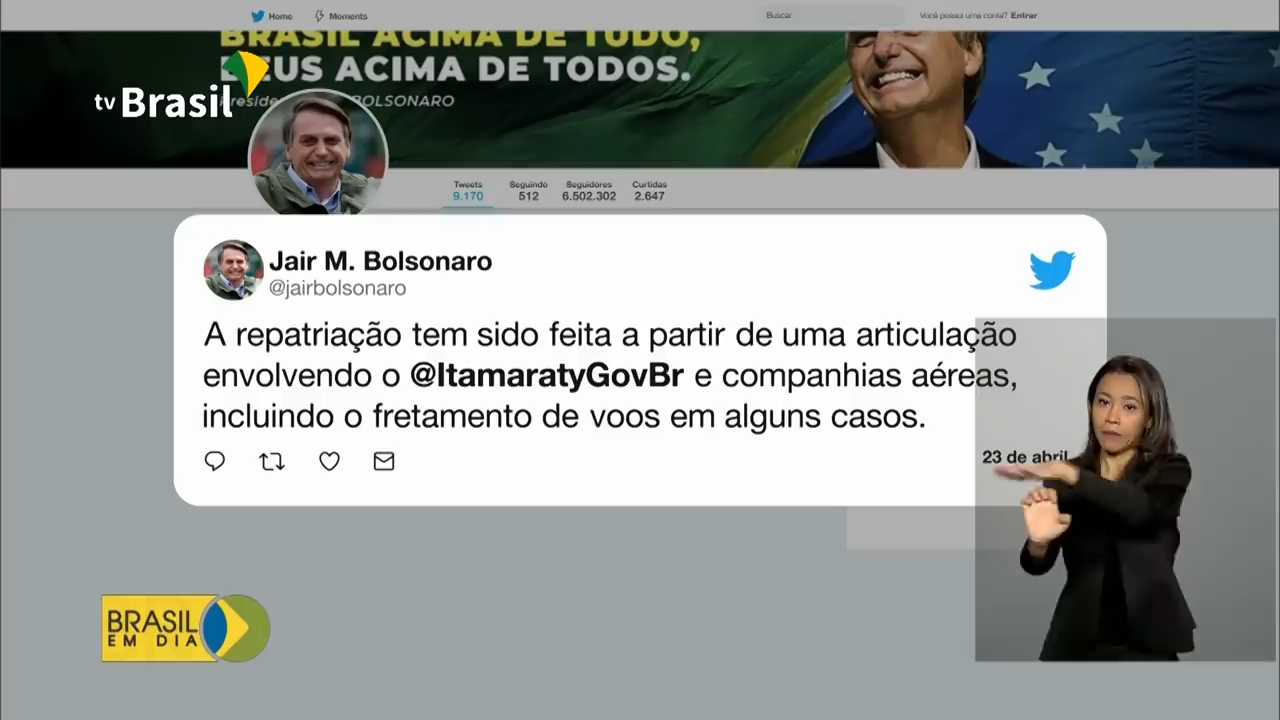 Home
Moments
Buscar
Você possui uma conta? Entrar
BRASIL ACIMA DE TUDO,
DEUS ACIMA DE TODOS.
BOLSONARO
tv Brasil
Tweets
Seguindo
Seguidores
Curtidas
9.170
512
6.502.302
2.647
Jair M. Bolsonaro
@jairbolsonaro
A repatriação tem sido feita a partir de uma articulação
envolvendo o @ItamaratyGovBr e companhias aéreas,
incluindo o fretamento de voos em alguns casos.
23 de abril
BRASIL
EM DIA